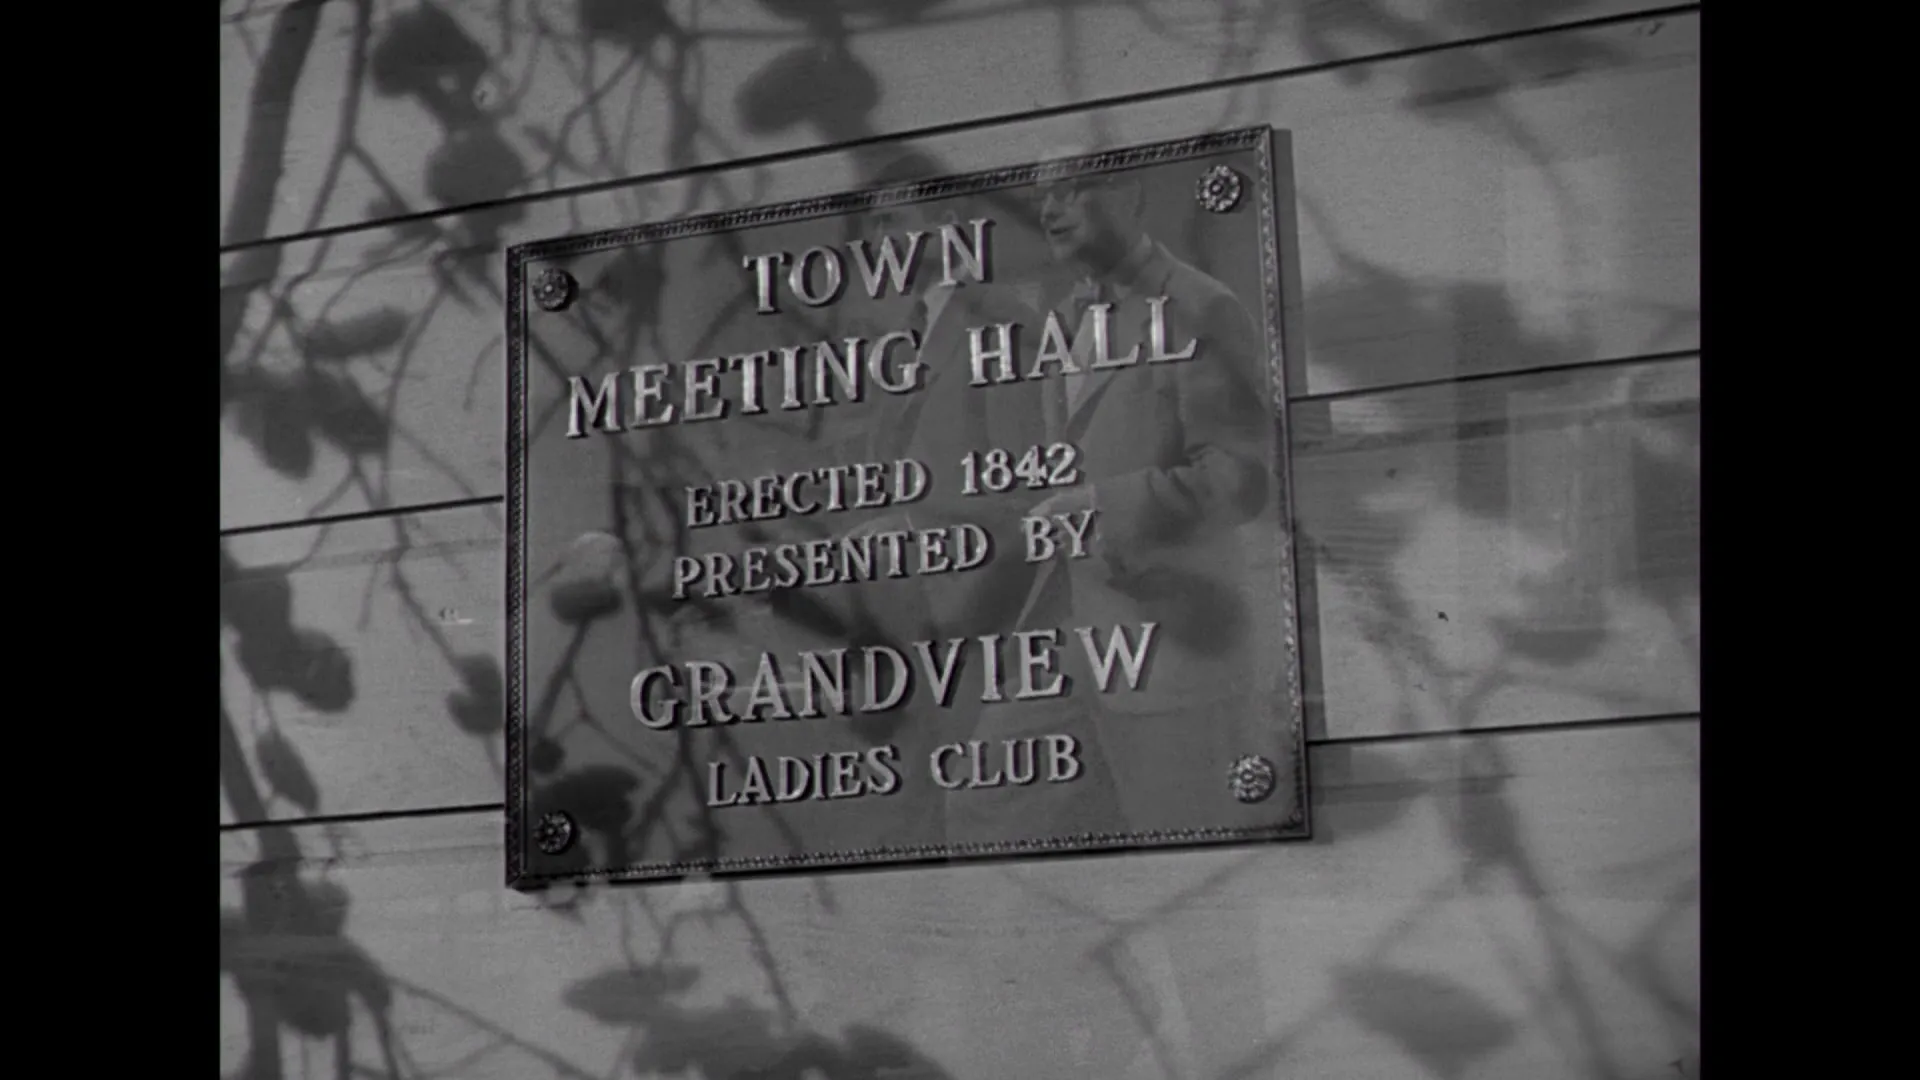 TOWN
MEETING HALL
ERECTED 1842
PRESENTED BY
GRANDVIEW
LADIES CLUB